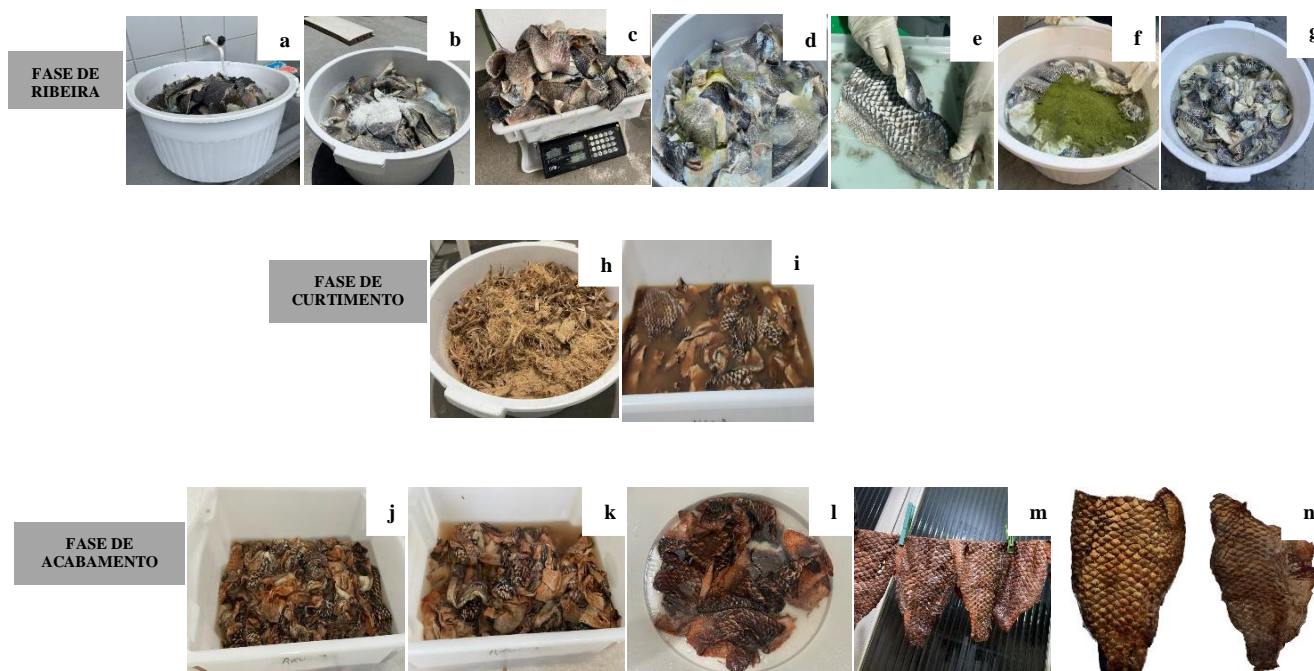 FASE DE
RIBEIRA
a
b
c
d
e
f
g
FASE DE
CURTIMENTO
h
i
FASE DE
ACABAMENTO
j
k
l
m
n